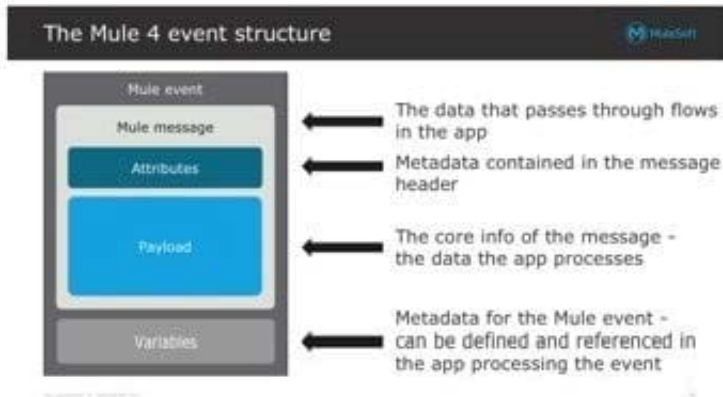 The Mule 4 event structure
MuleSoft
Mule event
Mule message
Attributes
Payload
Variables
The data that passes through flows
in the app
Metadata contained in the message
header
The core info of the message -
the data the app processes
Metadata for the Mule event -
can be defined and referenced in
the app processing the event